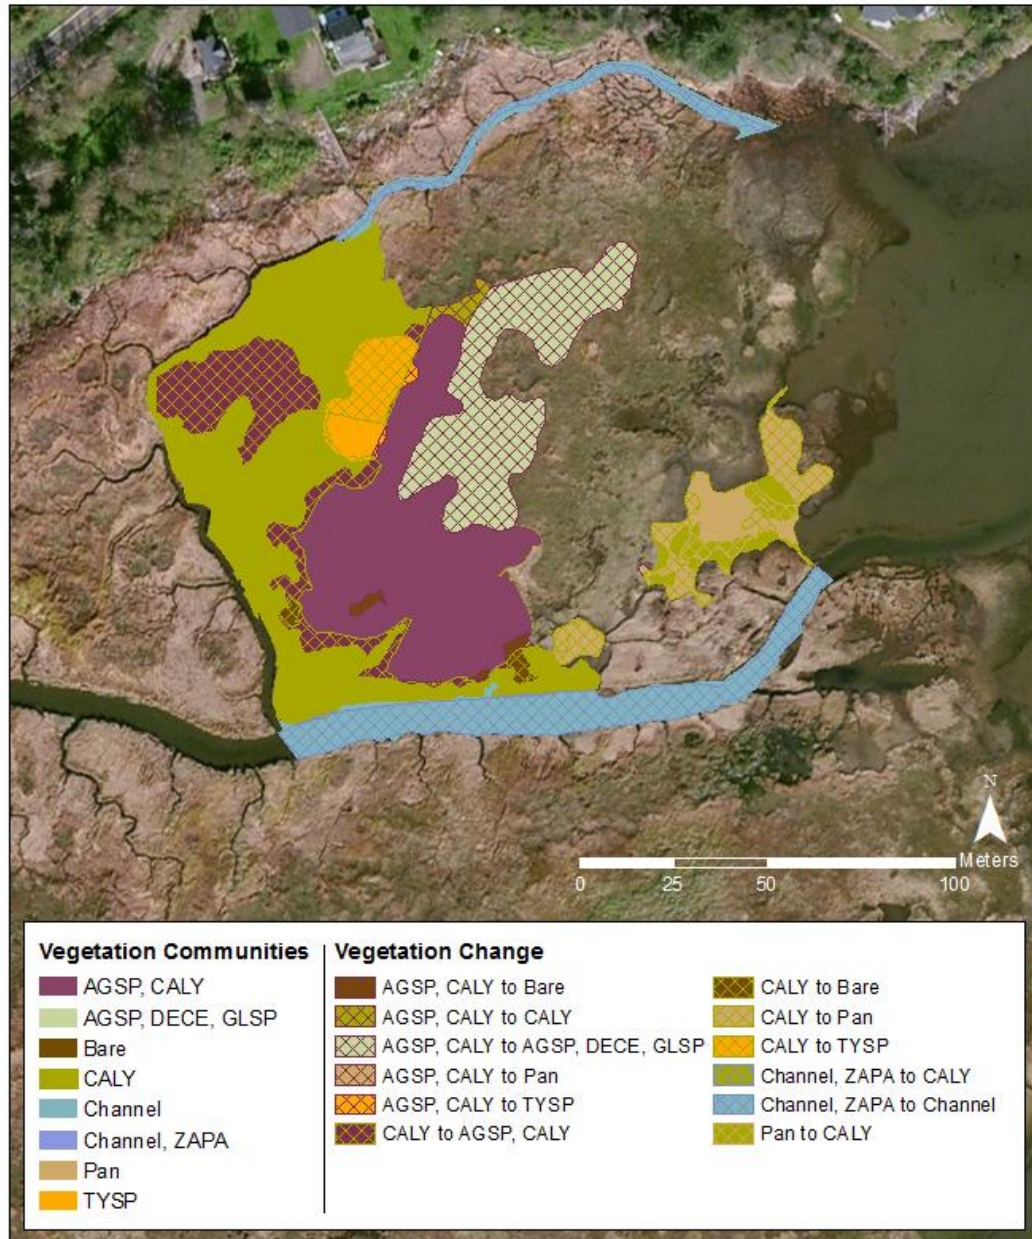 N
Meters
0 25 50 100
Vegetation Communities
AGSP, CALY
AGSP, DECE, GLSP
Bare
CALY
Channel
Channel, ZAPA
Pan
TYSP
Vegetation Change
AGSP, CALY to Bare
AGSP, CALY to CALY
AGSP, CALY to AGSP, DECE, GLSP
AGSP, CALY to Pan
AGSP, CALY to TYSP
CALY to AGSP, CALY
CALY to Bare
CALY to Pan
CALY to TYSP
Channel, ZAPA to CALY
Channel, ZAPA to Channel
Pan to CALY